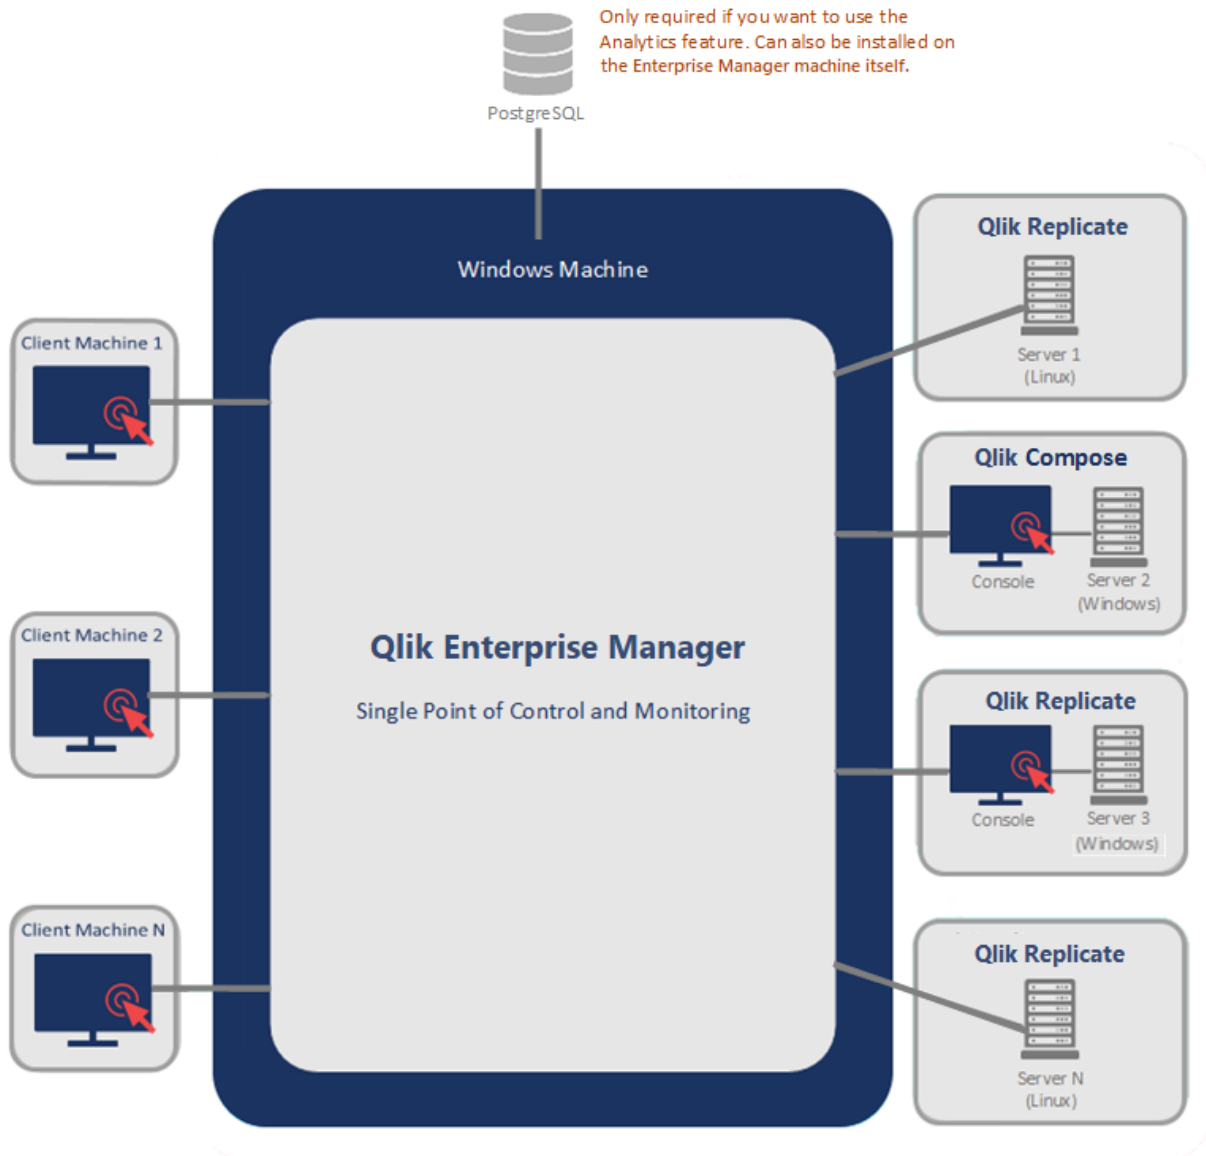 Only required if you want to use the
Analytics feature. Can also be installed on
the Enterprise Manager machine itself.
PostgreSQL
Windows Machine
Client Machine 1
Client Machine 2
Client Machine N
Qlik Enterprise Manager
Single Point of Control and Monitoring
Qlik Replicate
Server 1
(Linux)
Qlik Compose
Console
Server 2
(Windows)
Qlik Replicate
Console
Server 3
(Windows)
Qlik Replicate
Server N
(Linux)